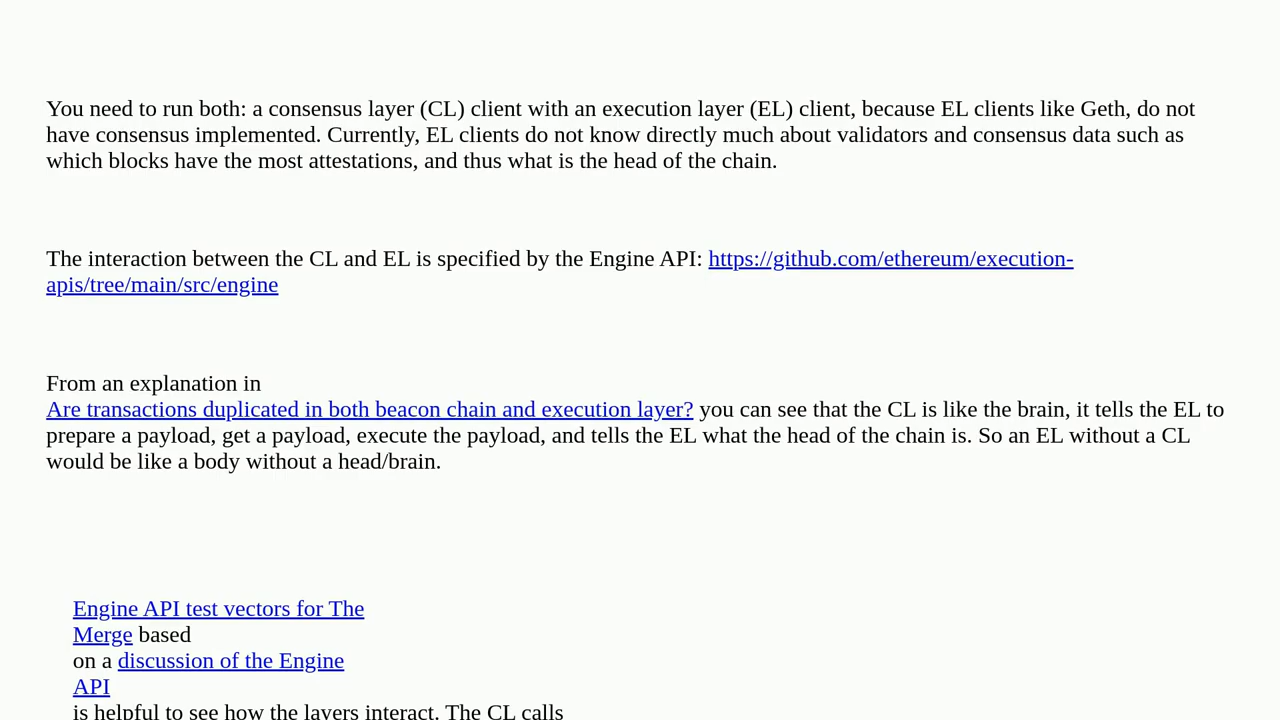 You need to run both: a consensus layer (CL) client with an execution layer (EL) client, because EL clients like Geth, do not
have consensus implemented. Currently, EL clients do not know directly much about validators and consensus data such as
which blocks have the most attestations, and thus what is the head of the chain.
The interaction between the CL and EL is specified by the Engine API: https://github.com/ethereum/execution-
apis/tree/main/src/engine
From an explanation in
Are transactions duplicated in both beacon chain and execution layer? you can see that the CL is like the brain, it tells the EL to
prepare a payload, get a payload, execute the payload, and tells the EL what the head of the chain is. So an EL without a CL
would be like a body without a head/brain.
Engine API test vectors for The
Merge based
on a discussion of the Engine
API
is helpful to see how the layers interact. The CL calls